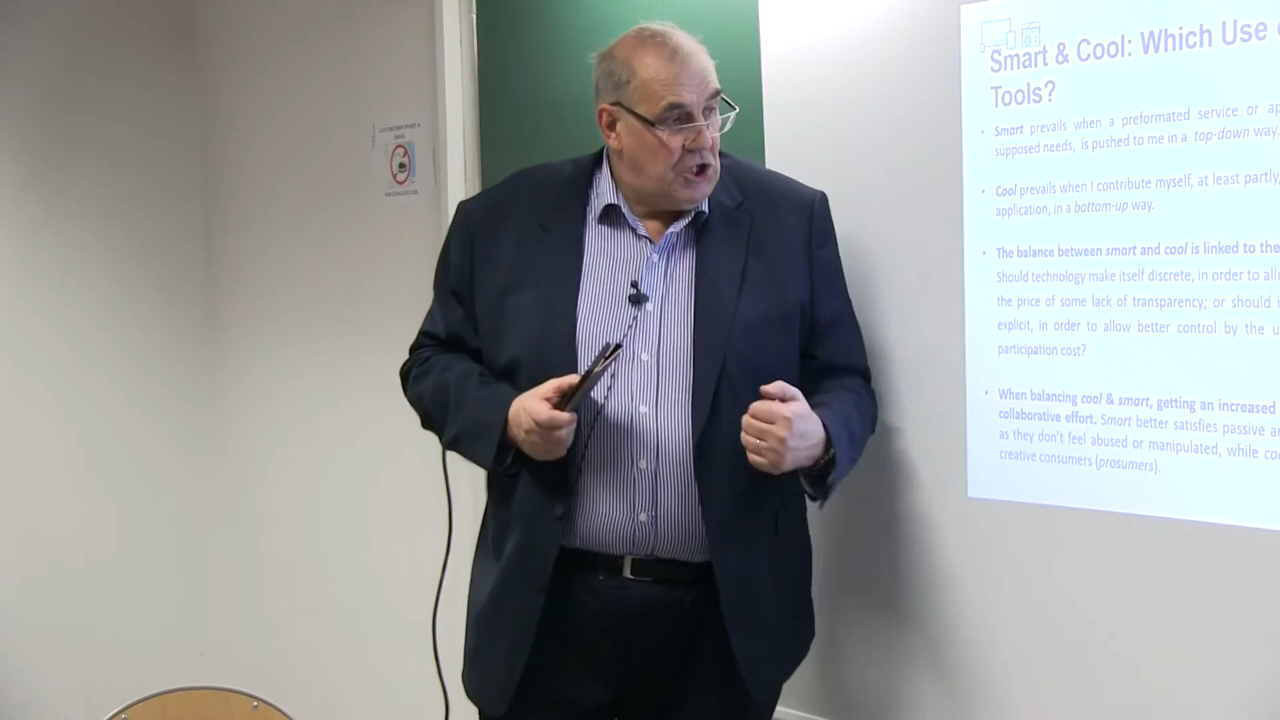 Smart & Cool: Which Use
Tools?
• Smart prevails when a preformated service or
supposed needs, is pushed to me in a top-down way.
• Cool prevails when I contribute myself, at least partly,
application, in a bottom-up way.
• The balance between smart and cool is linked to the
Should technology make itself discrete, in order to
the price of some lack of transparency; or should
explicit, in order to allow better control by the
participation cost?
• When balancing cool & smart, getting an increased
collaborative effort. Smart better satisfies passive
as they don't feel abused or manipulated, while
creative consumers (prosumers).